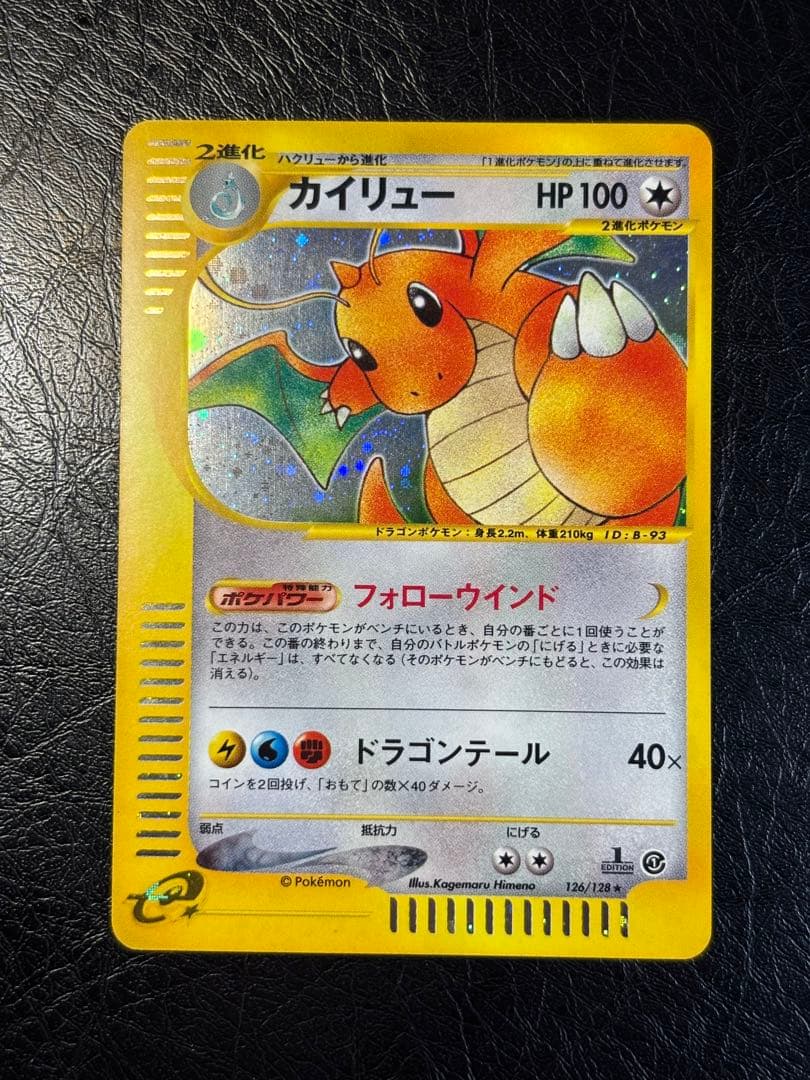 2進化
ハクリューから進化
「1進化ポケモン」の上に重ねて進化させます。
カイリュー
HP100
2進化ポケモン
ドラゴンポケモン：身長2.2m、体重210kg ID：B-93
特殊能力
ポケパワー
フォローウインド
この力は、このポケモンがベンチにいるとき、自分の番ごとに1回使うことが
できる。この番の終わりまで、自分のバトルポケモンの「にげる」ときに必要な
「エネルギー」は、すべてなくなる（そのポケモンがベンチにもどると、この効果は
消える）。
ドラゴンテール
40×
コインを2回投げ、「おもて」の数×40ダメージ。
弱点
抵抗力
にげる
1
EDITION
© Pokémon
Illus.Kagemaru Himeno
126/128 ★